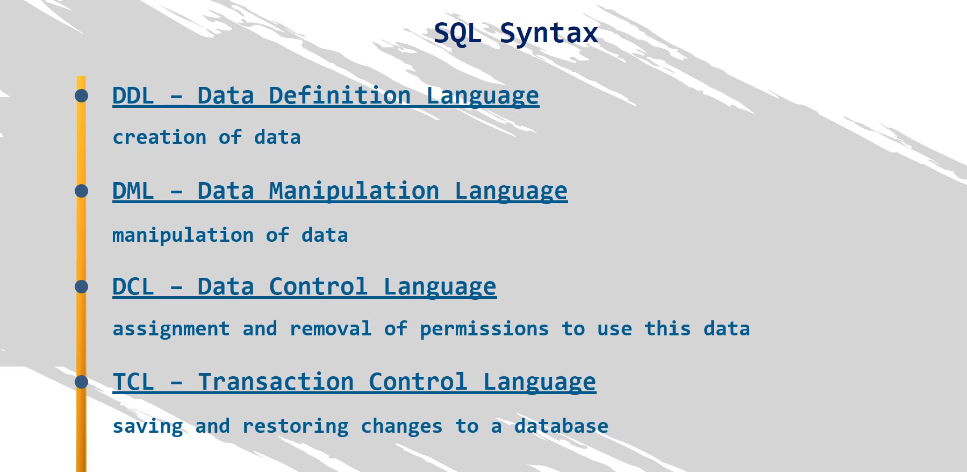 SQL Syntax
DDL – Data Definition Language
creation of data
DML – Data Manipulation Language
manipulation of data
DCL – Data Control Language
assignment and removal of permissions to use this data
TCL – Transaction Control Language
saving and restoring changes to a database